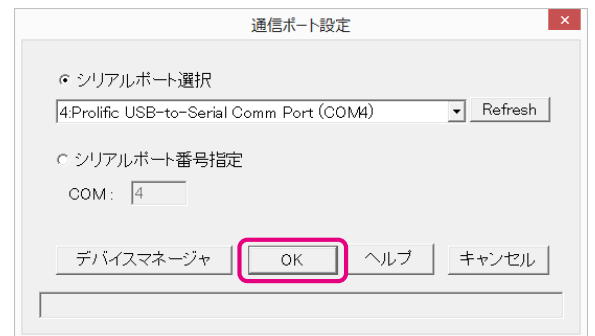 通信ポート設定
×
シリアルポート選択
4:Prolific USB-to-Serial Comm Port (COM4) Refresh
シリアルポート番号指定
COM: 4
デバイスマネージャ OK ヘルプ キャンセル